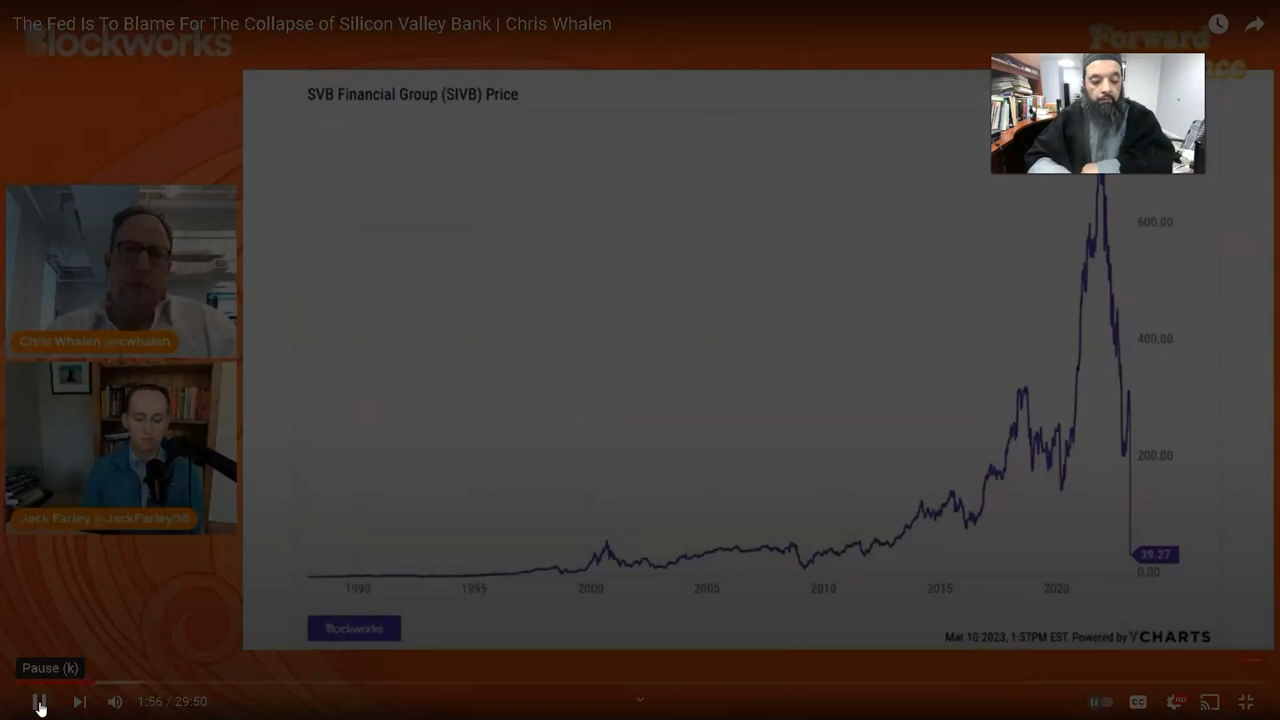 The Fed Is To Blame For The Collapse of Silicon Valley Bank | Chris Whalen
Blockworks
Forward
SVB Financial Group (SIVB) Price
600.00
400.00
200.00
39.27
0.00
Chris Whalen @rcwhalen
Jack Farley @JackFarley96
1990
1995
2000
2005
2010
2015
2020
Blockworks
Mar 10 2023, 1:57PM EST. Powered by YCHARTS
Pause (k)
1:56 / 29:50
CC
HD